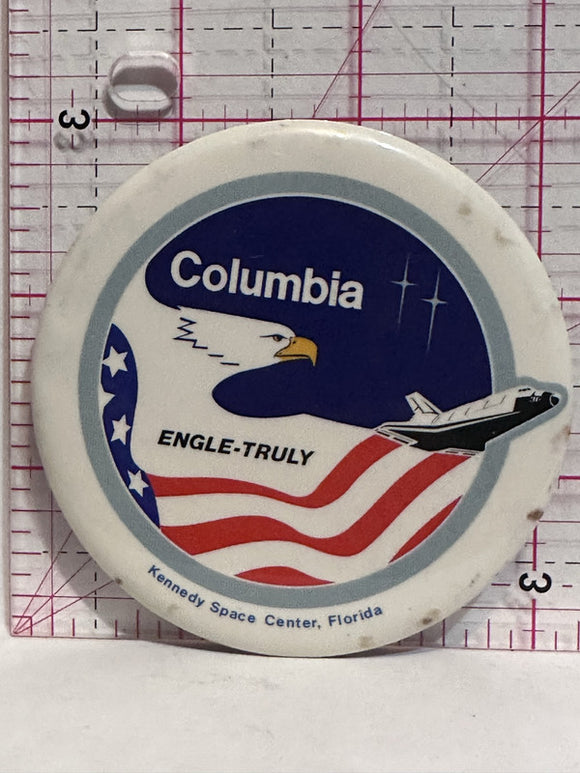 3
Columbia
ENGLE-TRULY
Kennedy Space Center, Florida
3